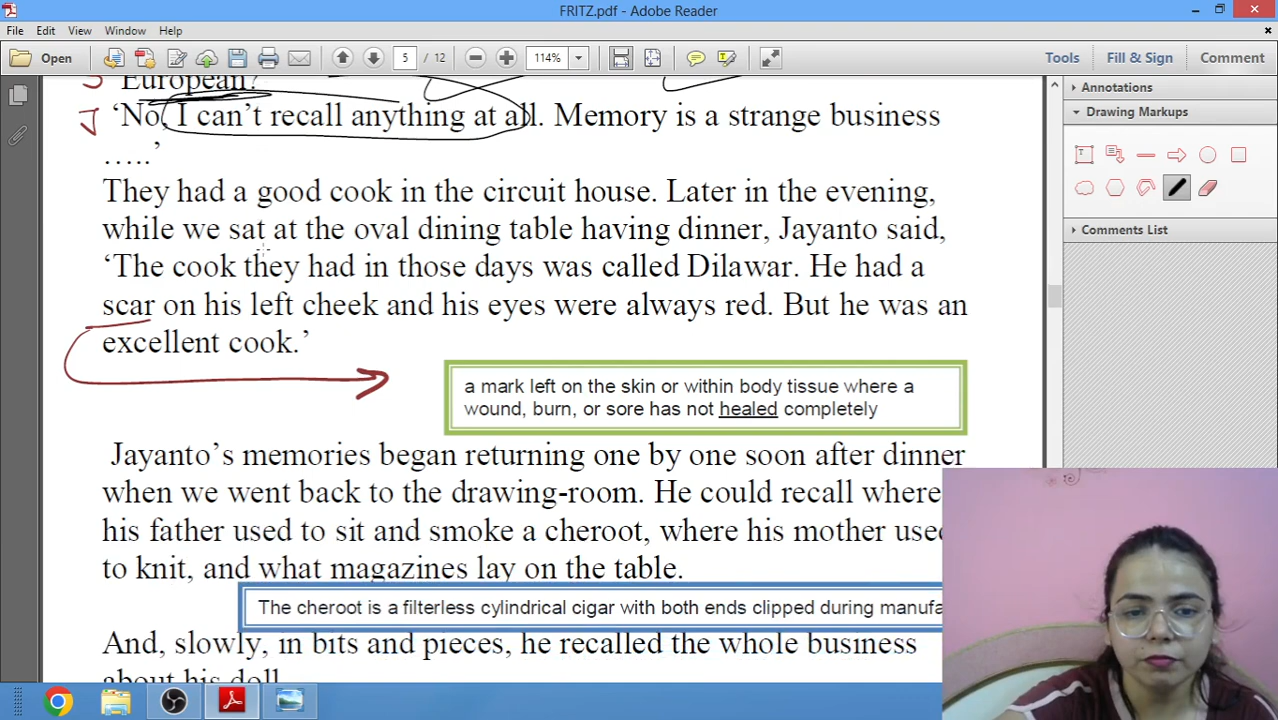 FRITZ.pdf - Adobe Reader
File Edit View Window Help
Open 5 / 12 114% Tools Fill & Sign Comment
Annotations
Drawing Markups
Comments List
European?
J ‘No, I can’t recall anything at all. Memory is a strange business
…..’
They had a good cook in the circuit house. Later in the evening,
while we sat at the oval dining table having dinner, Jayanto said,
‘The cook they had in those days was called Dilawar. He had a
scar on his left cheek and his eyes were always red. But he was an
excellent cook.’
a mark left on the skin or within body tissue where a
wound, burn, or sore has not healed completely
Jayanto’s memories began returning one by one soon after dinner
when we went back to the drawing-room. He could recall where
his father used to sit and smoke a cheroot, where his mother used
to knit, and what magazines lay on the table.
The cheroot is a filterless cylindrical cigar with both ends clipped during manufa
And, slowly, in bits and pieces, he recalled the whole business
about his doll